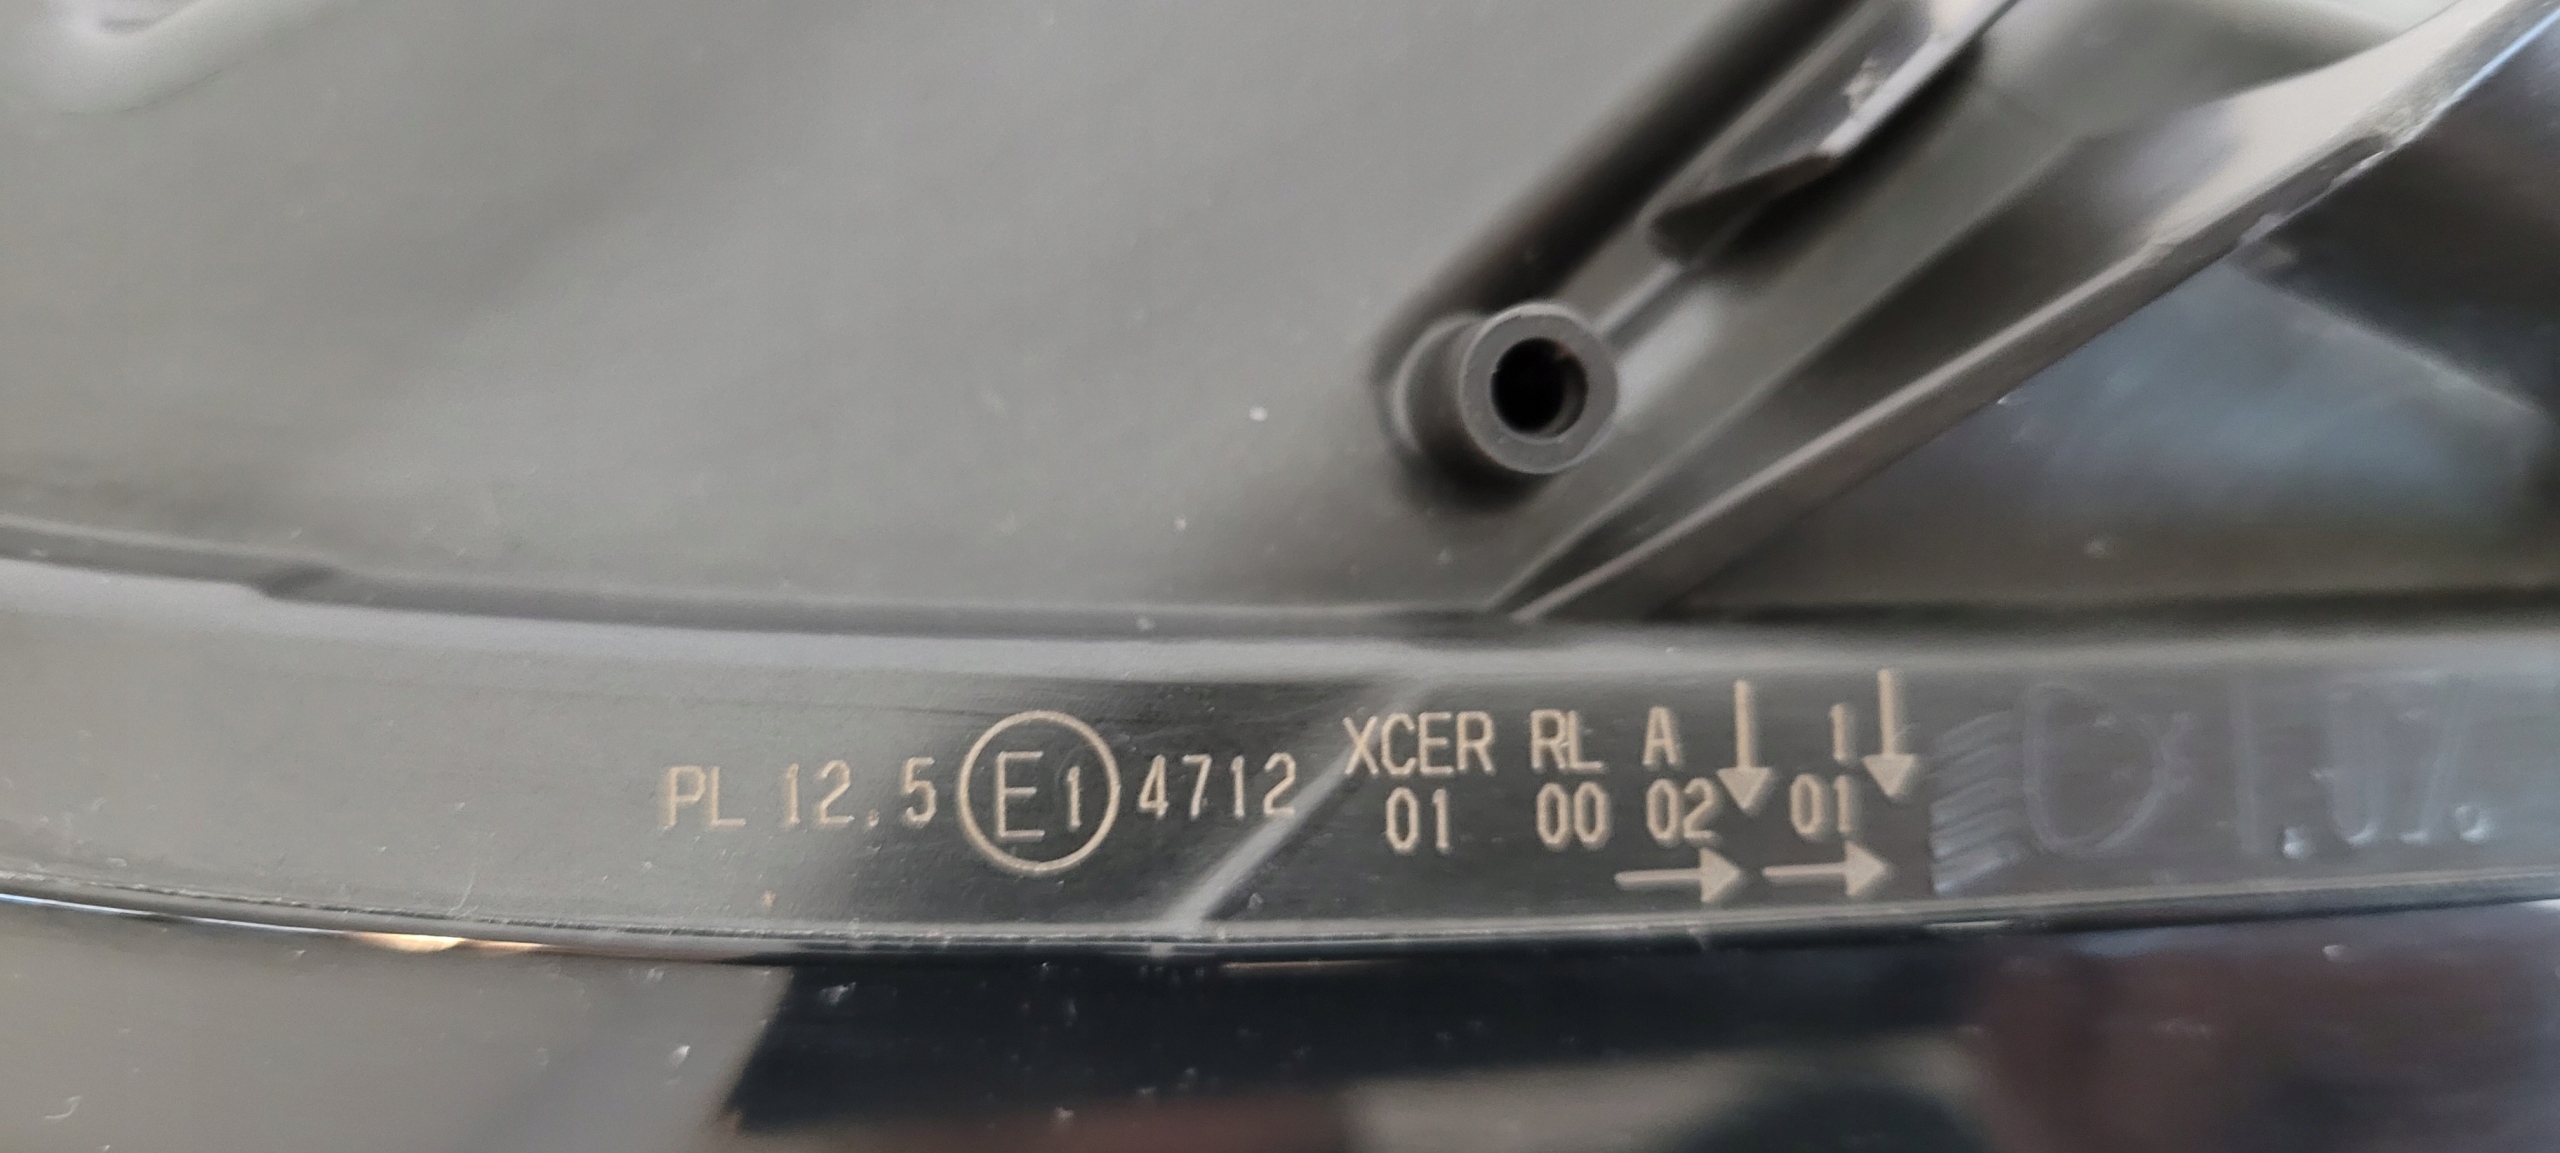 PL 12.5 E1 4712
XCER RL A ↓ 1 ↓
01 00 02 01
→ →